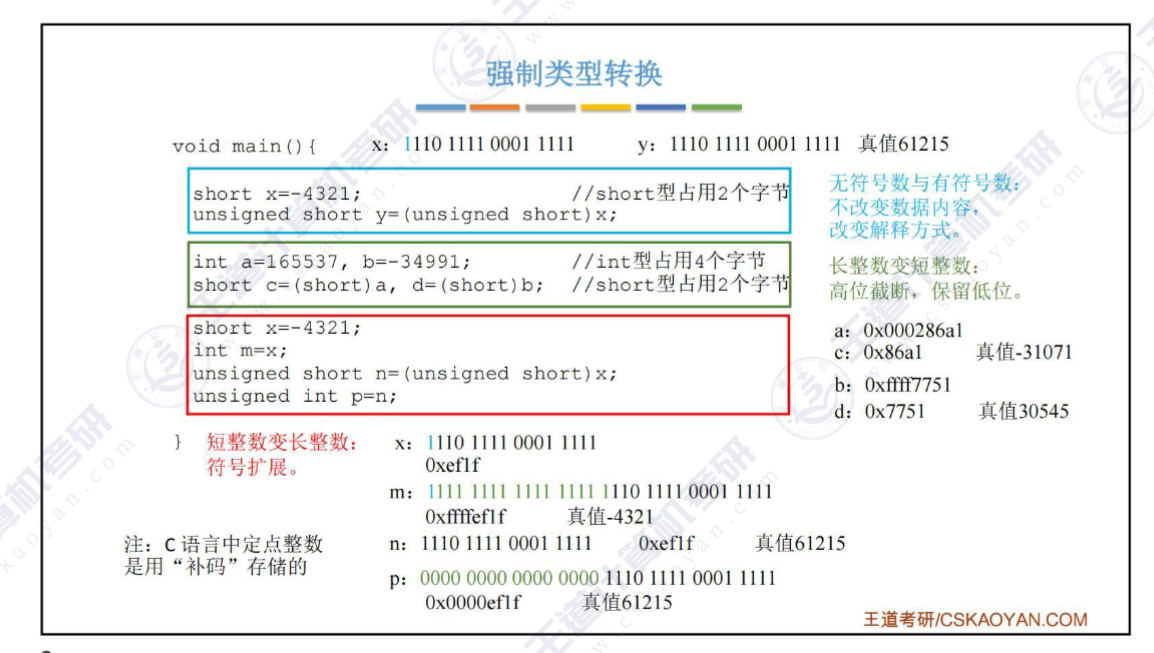 强制类型转换
void main(){ x: 1110 1111 0001 1111 y: 1110 1111 0001 1111 真值61215
short x=-4321; //short型占用2个字节
unsigned short y=(unsigned short)x;
无符号数与有符号数:
不改变数据内容,
改变解释方式。
int a=165537, b=-34991; //int型占用4个字节
short c=(short)a, d=(short)b; //short型占用2个字节
长整数变短整数:
高位截断,保留低位。
short x=-4321;
int m=x;
unsigned short n=(unsigned short)x;
unsigned int p=n;
a: 0x000286a1
c: 0x86a1 真值-31071
b: 0xffff7751
d: 0x7751 真值30545
}
短整数变长整数:
符号扩展。
x: 1110 1111 0001 1111
0xef1f
m: 1111 1111 1111 1111 1110 1111 0001 1111
0xffffef1f 真值-4321
n: 1110 1111 0001 1111 0xef1f 真值61215
p: 0000 0000 0000 0000 1110 1111 0001 1111
0x0000ef1f 真值61215
注:C 语言中定点整数
是用“补码”存储的
王道考研/CSKAOYAN.COM